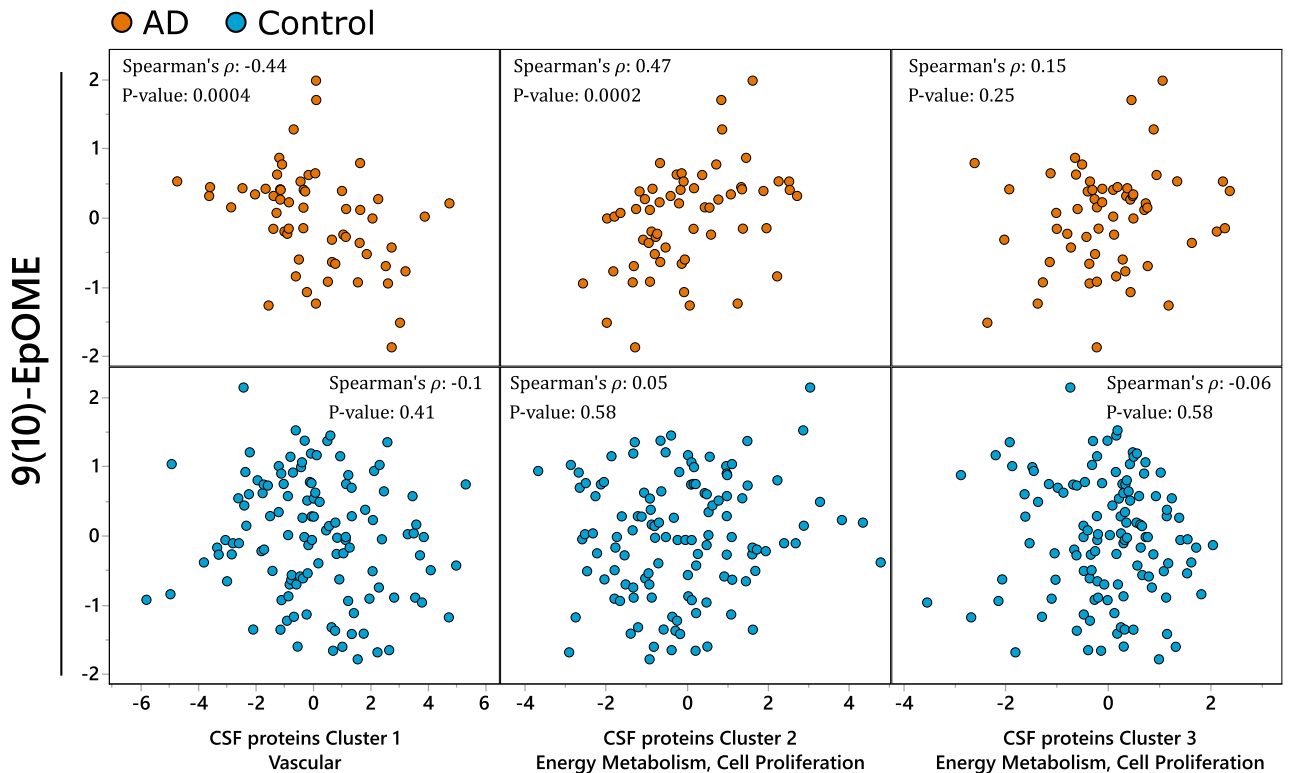 AD Control
Spearman's ρ: -0.44
P-value: 0.0004
Spearman's ρ: 0.47
P-value: 0.0002
Spearman's ρ: 0.15
P-value: 0.25
2
1
0
-1
-2
9(10)-EpOME
Spearman's ρ: -0.1
P-value: 0.41
Spearman's ρ: 0.05
P-value: 0.58
Spearman's ρ: -0.06
P-value: 0.58
2
1
0
-1
-2
-6 -4 -2 0 2 4 6
-4 -2 0 2 4
-4 -2 0 2
CSF proteins Cluster 1
Vascular
CSF proteins Cluster 2
Energy Metabolism, Cell Proliferation
CSF proteins Cluster 3
Energy Metabolism, Cell Proliferation